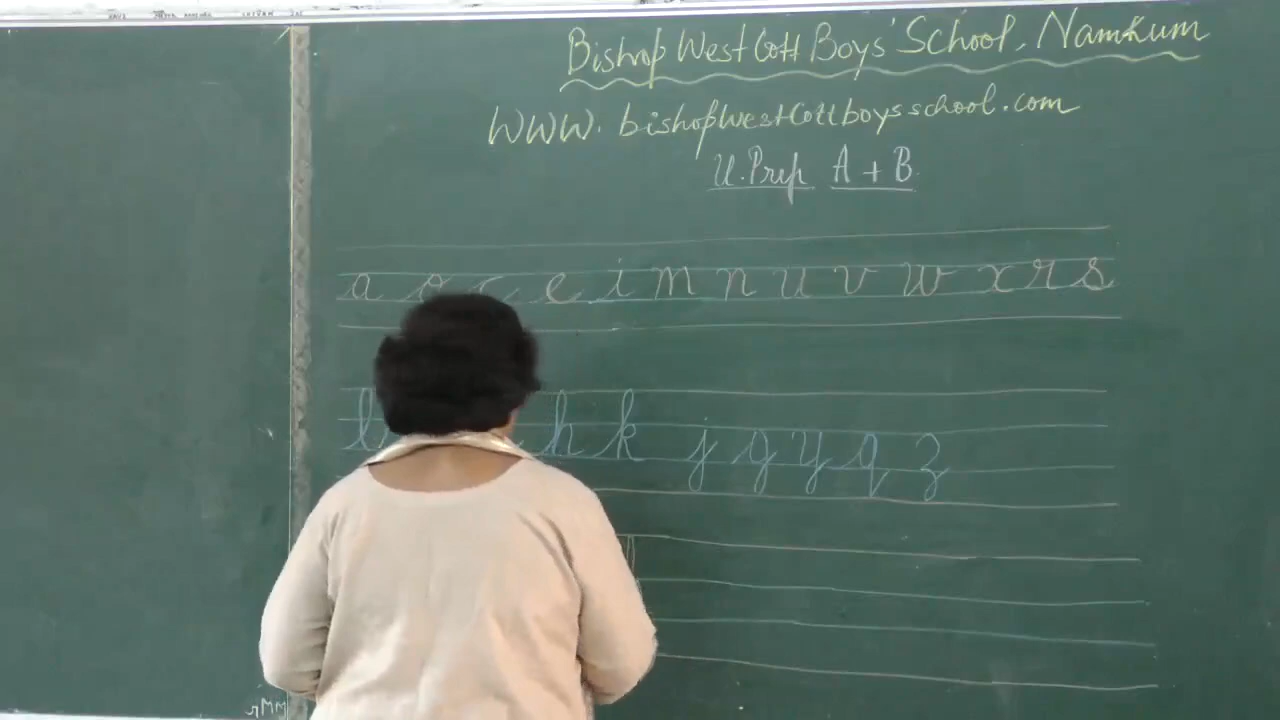 Bishop WestCott Boys' School, Namkum
WWW. bishopwestCottboysschool.com
U.Prep A + B
a o c e i m n u v w x r s
l h k j g y q z